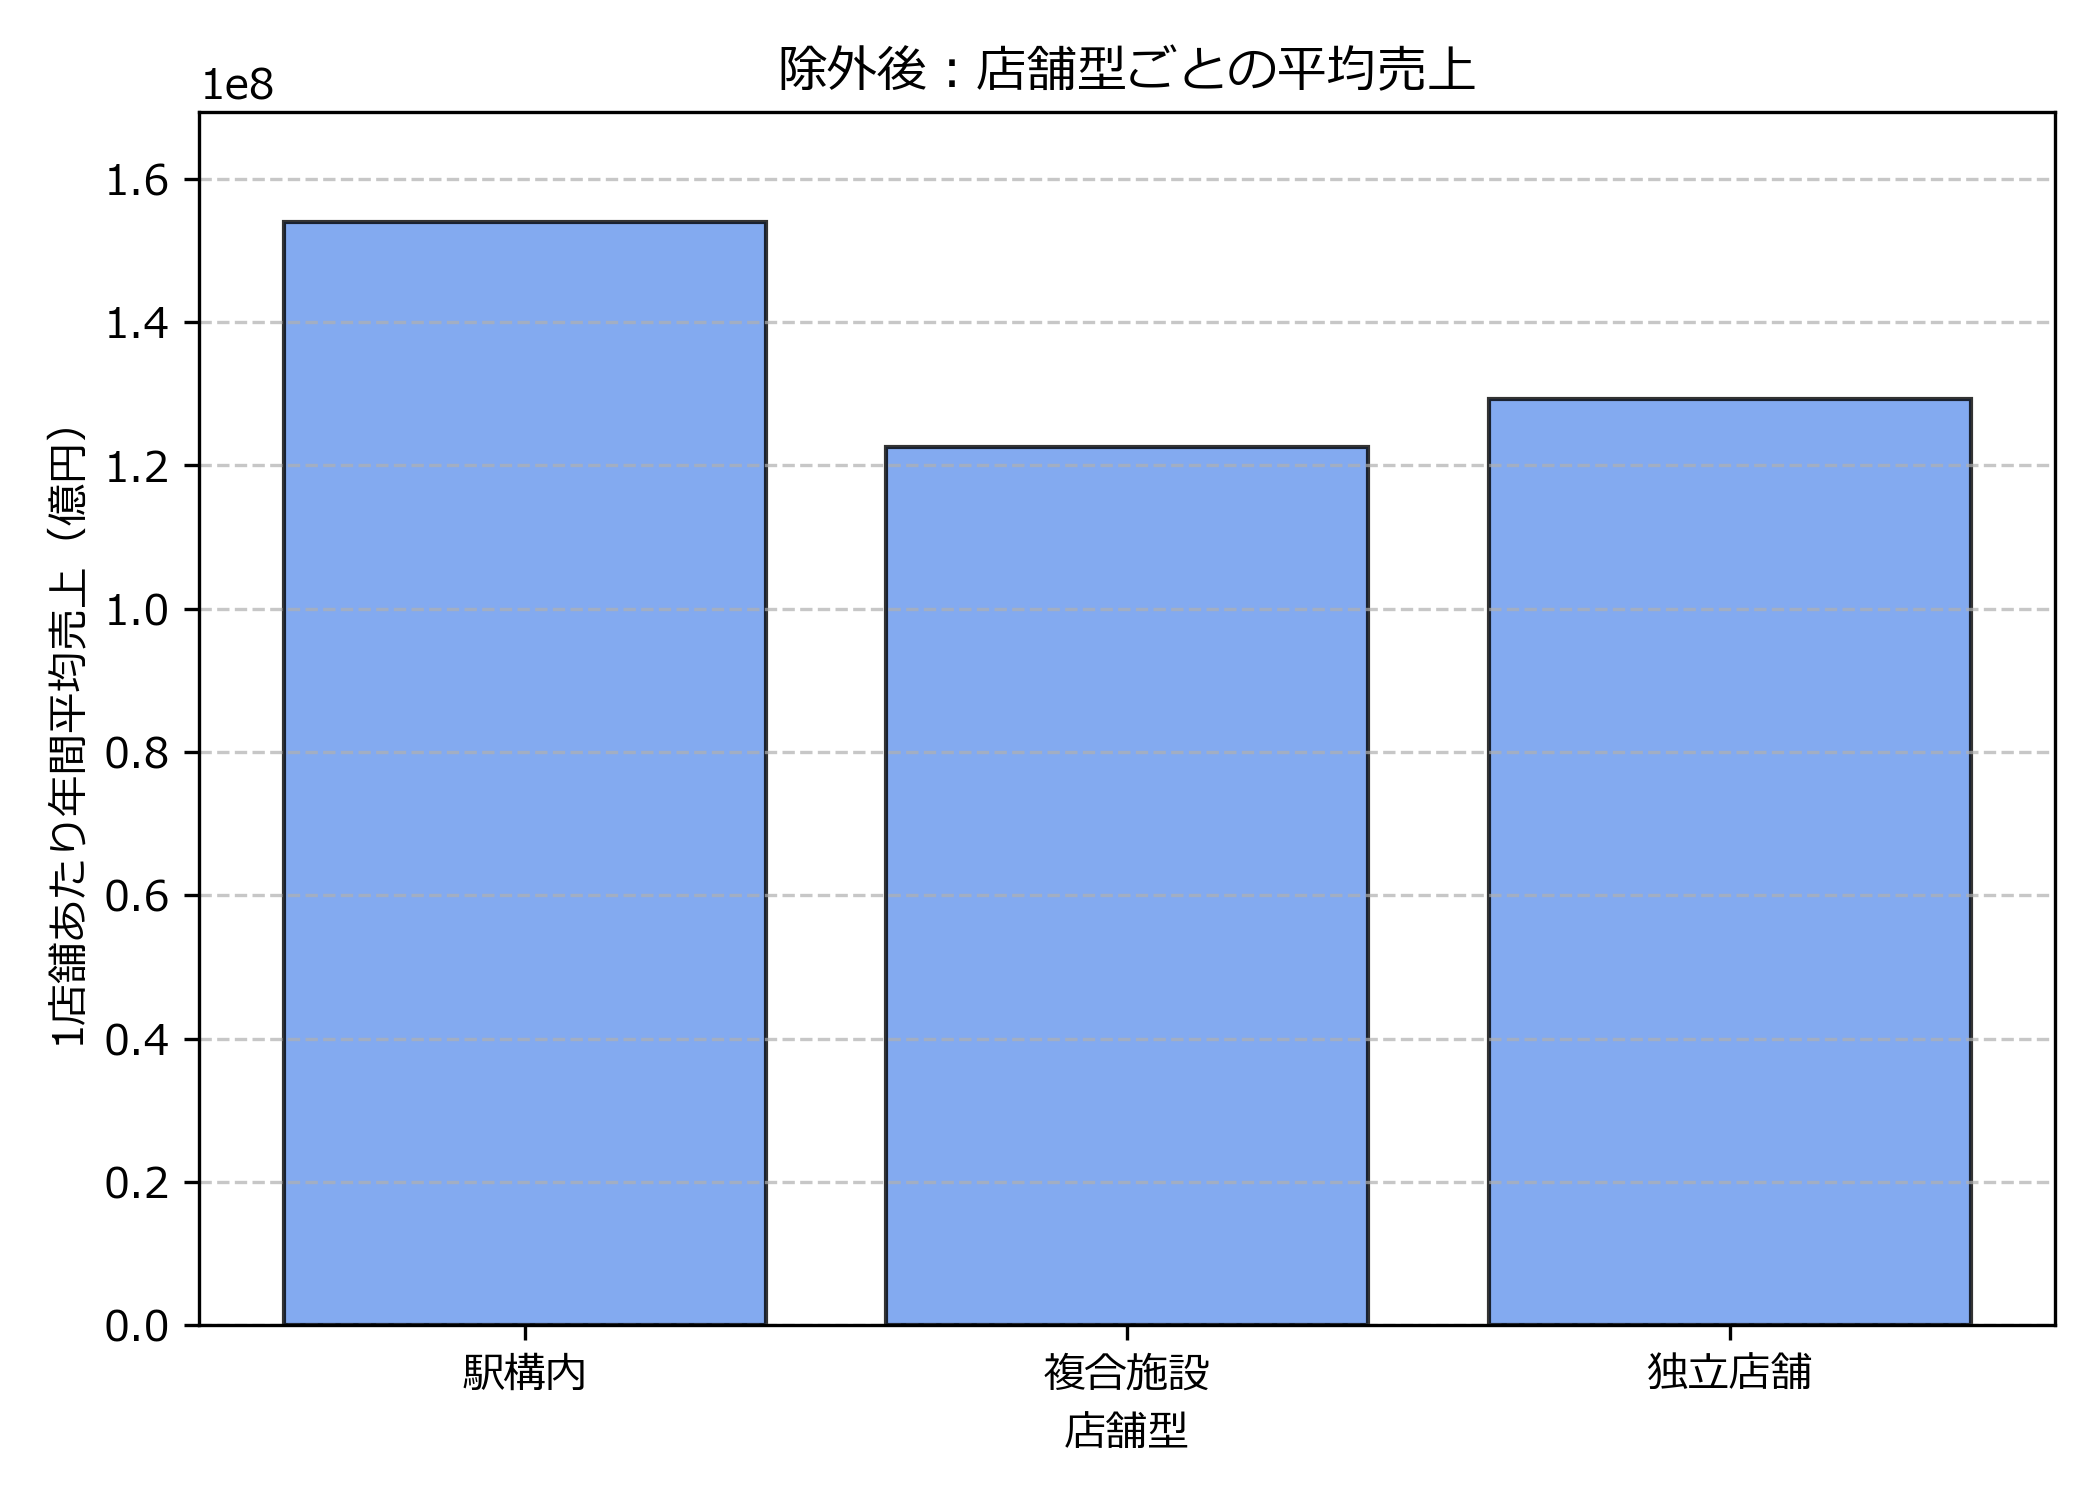 除外後：店舗型ごとの平均売上
1e8
1.6
1.4
1.2
1.0
0.8
0.6
0.4
0.2
0.0
1店舗あたり年間平均売上（億円）
駅構内
複合施設
独立店舗
店舗型